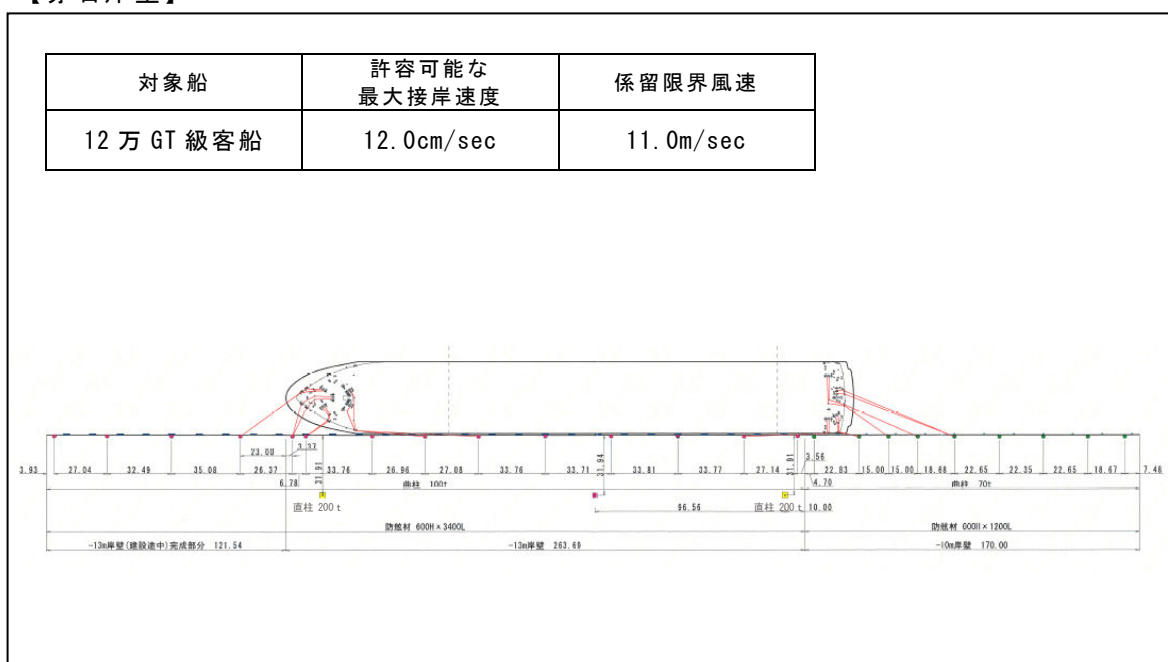 対象船
許容可能な
最大接岸速度
係留限界風速
12万GT級客船
12.0cm/sec
11.0m/sec
23.00
3.37
31.91
31.94
31.91
3.56
3.93 27.04 32.49 35.08 26.37 33.76 26.96 27.08 33.76 33.71 33.81 33.77 27.14 22.83 15.00 15.00 18.68 22.65 22.35 22.65 18.67 7.48
6.78
曲柱 100t
4.70
曲柱 70t
直柱 200t
96.56
直柱 200t
10.00
防舷材 600H×3400L
防舷材 600H×1200L
-13m岸壁(建設途中)完成部分 121.54
-13m岸壁 263.69
-10m岸壁 170.00